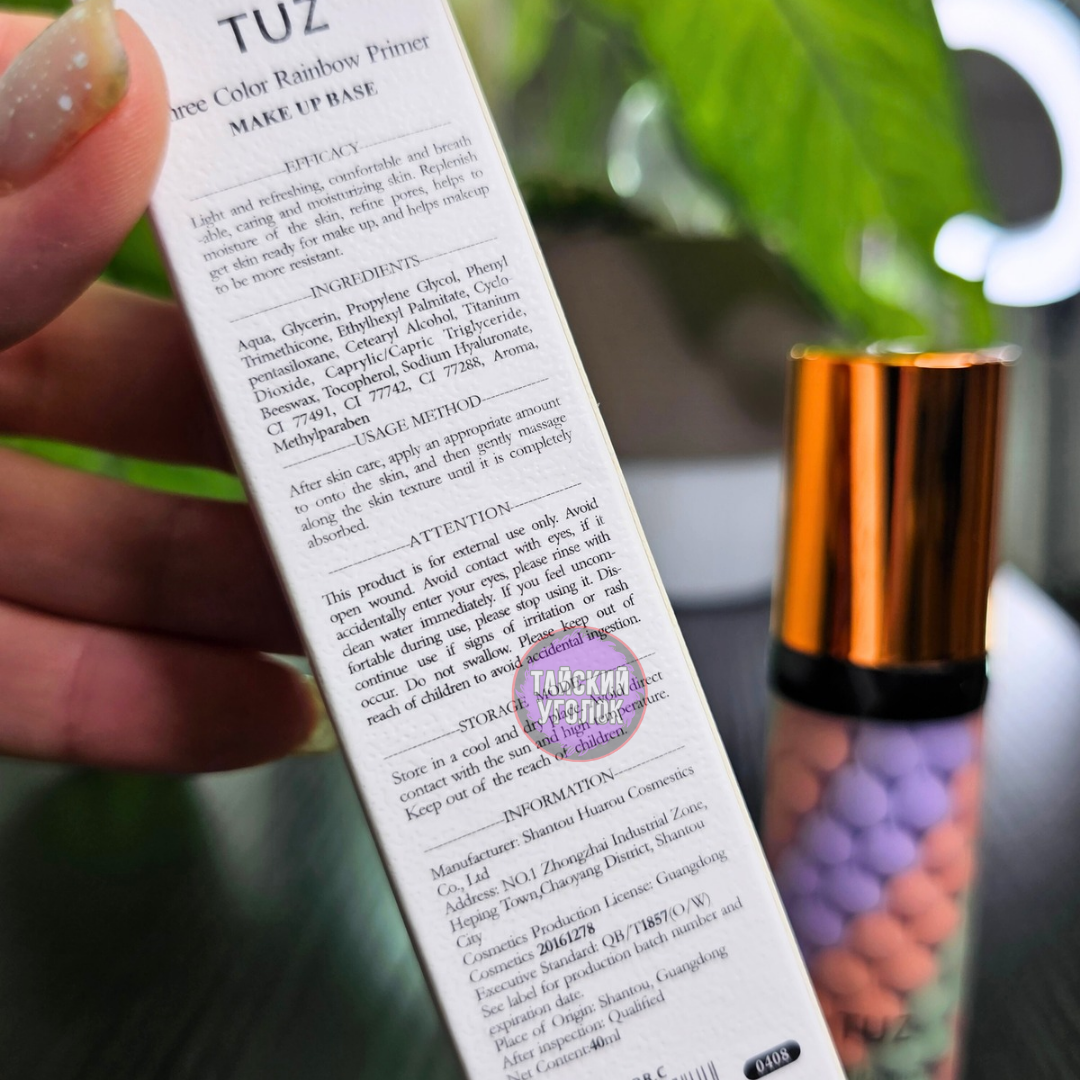 TUZ
hree Color Rainbow Primer
MAKE UP BASE
EFFICACY
Light and refreshing, comfortable and breath
-able, caring and moisturizing skin. Replenish
moisture of the skin, refine pores, helps to
get skin ready for make up, and helps makeup
to be more resistant.
INGREDIENTS
Aqua, Glycerin, Propylene Glycol, Phenyl
Trimethicone, Ethylhexyl Palmitate, Cyclo
pentasiloxane, Cetearyl Alcohol, Titanium
Dioxide, Caprylic/Capric Triglyceride,
Beeswax, Tocopherol, Sodium Hyaluronate,
CI 77491, CI 77742, CI 77288, Aroma,
Methylparaben
USAGE METHOD
After skin care, apply an appropriate amount
to onto the skin, and then gently massage
along the skin texture until it is completely
absorbed.
ATTENTION
This product is for external use only. Avoid
open wound. Avoid contact with eyes, if it
accidentally enter your eyes, please rinse with
clean water immediately. If you feel uncom-
fortable during use, please stop using it. Dis-
continue use if signs of irritation or rash
occur. Do not swallow. Please keep out of
reach of children to avoid accidental ingestion.
STORAGE MODE
Store in a cool and dry place. Avoid direct
contact with the sun and high temperature.
Keep out of the reach of children.
ТАЙСКИЙ
УГОЛОК
INFORMATION
Manufacturer: Shantou Huarou Cosmetics
Co., Ltd
Address: NO.1 Zhongzhai Industrial Zone,
Heping Town,Chaoyang District, Shantou
City
Cosmetics Production License: Guangdong
Cosmetics 20161278
Executive Standard: QB/T1857(O/W)
See label for production batch number and
expiration date.
Place of Origin: Shantou, Guangdong
After inspection: Qualified
Net Content:40ml
0408
TUZ